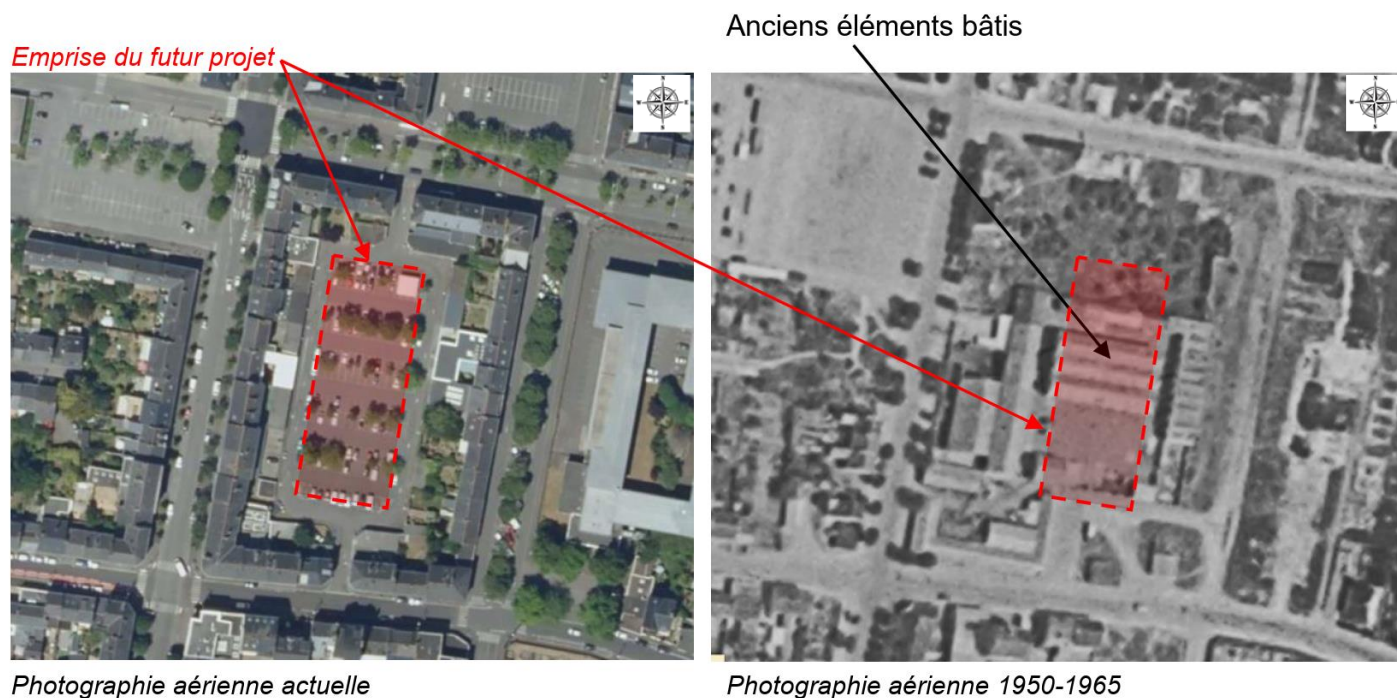 Anciens éléments bâtis
Emprise du futur projet
Photographie aérienne actuelle
Photographie aérienne 1950-1965